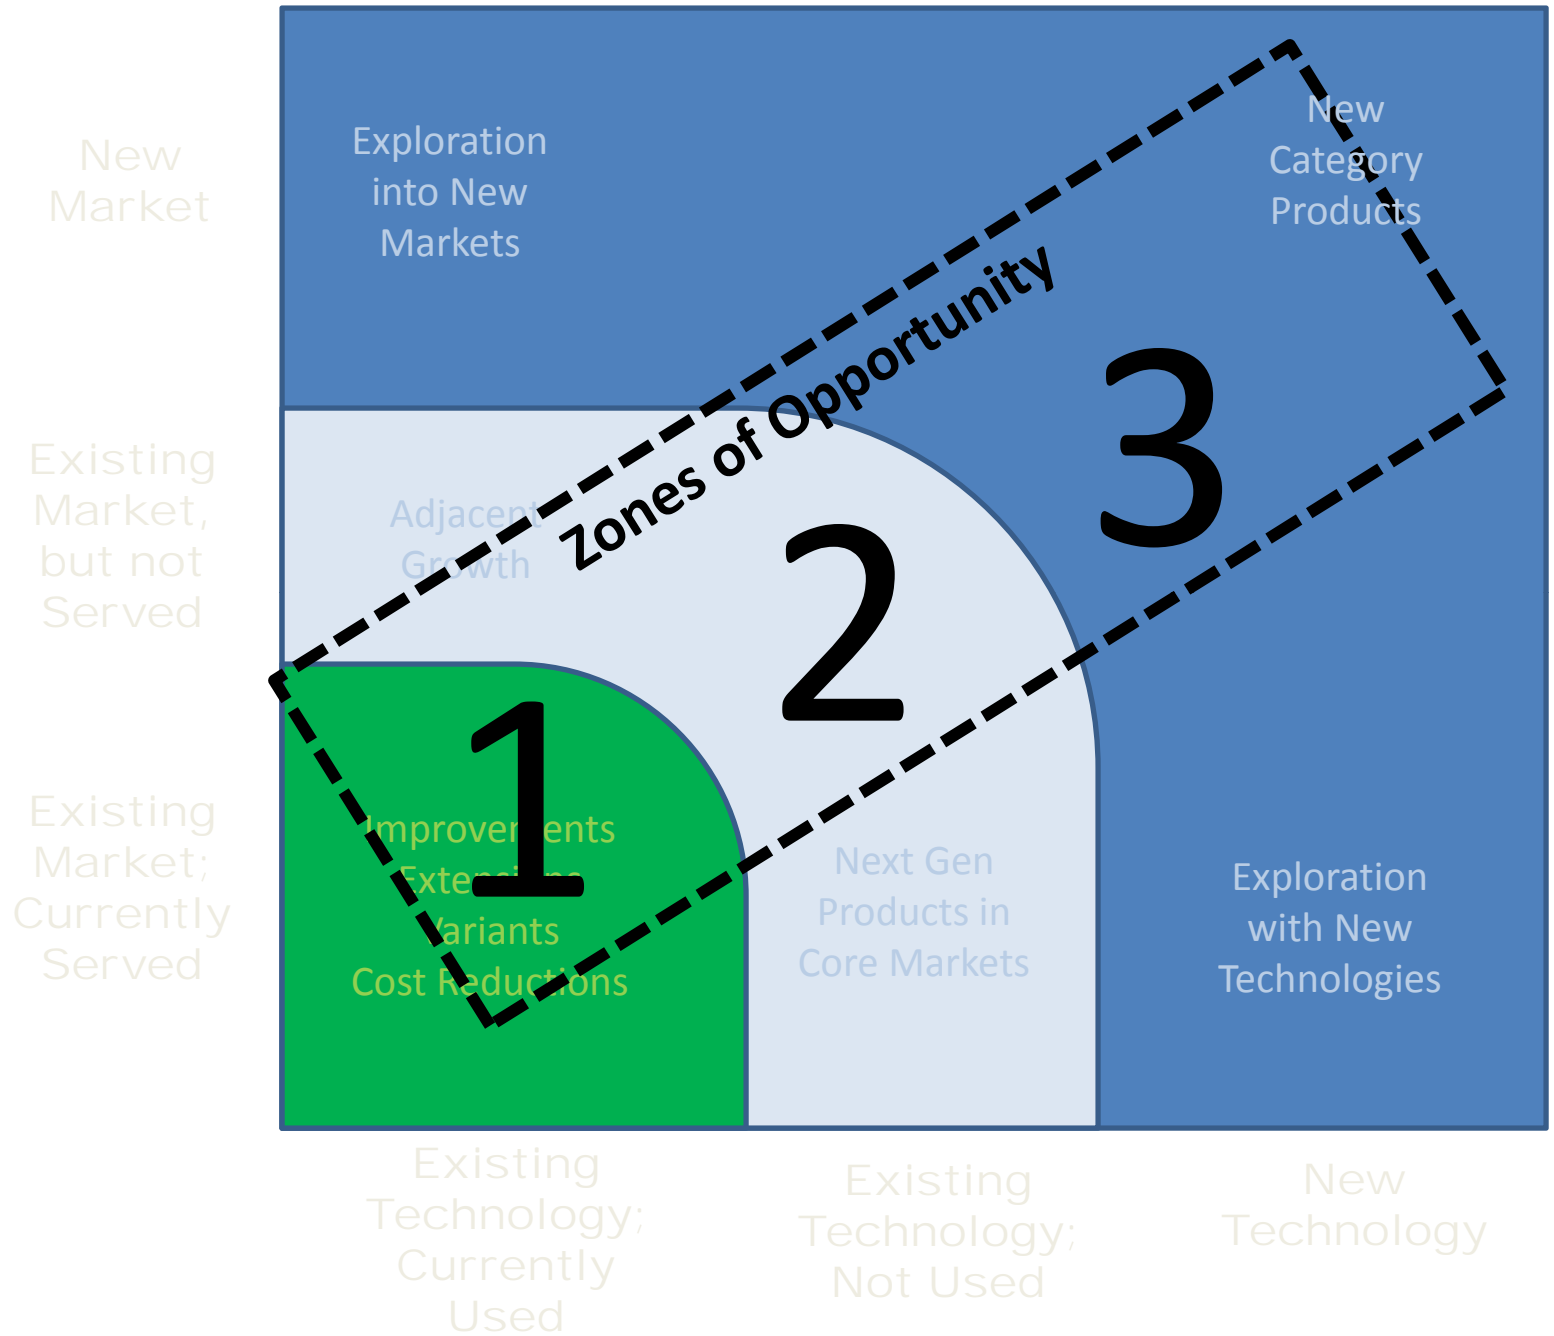 New
Market
Exploration
into New
Markets
New
Category
Products
Zones of Opportunity
3
Existing
Market,
but not
Served
Adjacent
Growth
2
1
Existing
Market;
Currently
Served
Improvements
Extensions
Variants
Cost Reductions
Next Gen
Products in
Core Markets
Exploration
with New
Technologies
Existing
Technology;
Currently
Used
Existing
Technology;
Not Used
New
Technology